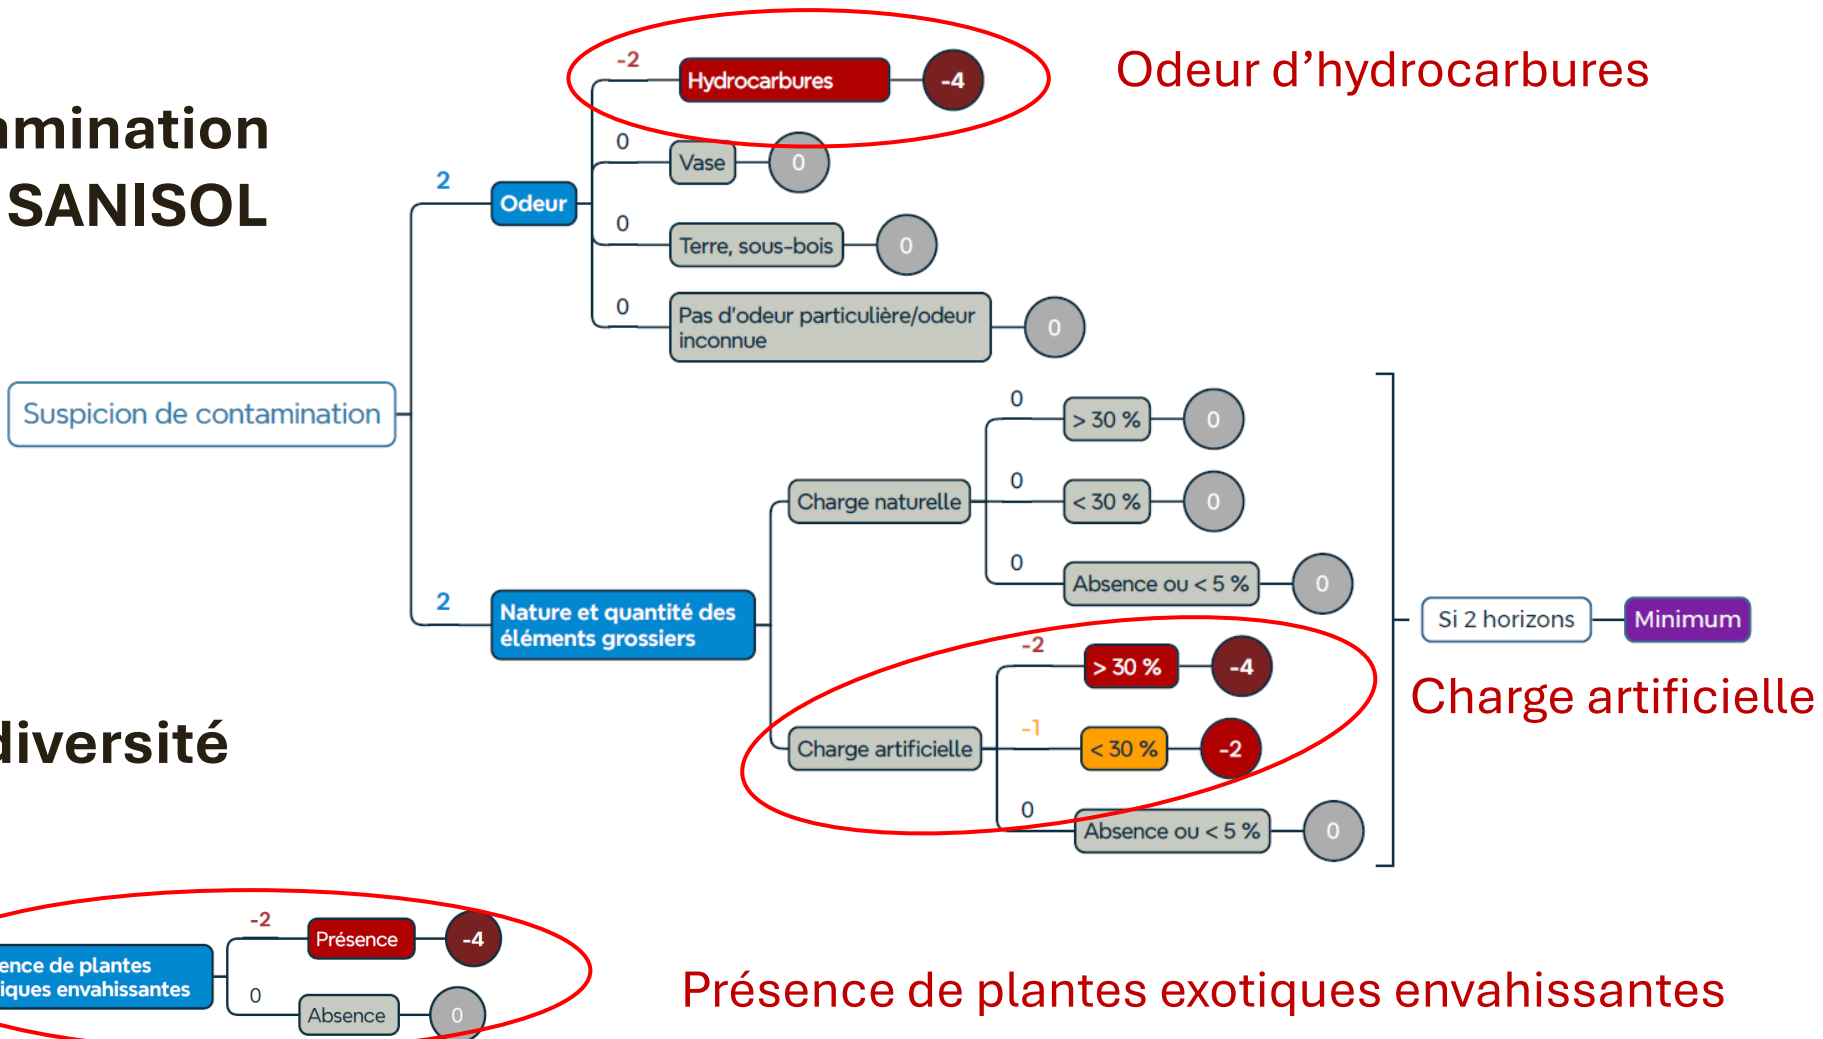 -2
Hydrocarbures
-4
Odeur d’hydrocarbures
amination
SANISOL
0
Vase
0
2
Odeur
0
Terre, sous-bois
0
0
Pas d'odeur particulière/odeur
inconnue
0
Suspicion de contamination
0
> 30 %
0
0
Charge naturelle
< 30 %
0
0
Absence ou < 5 %
0
2
Nature et quantité des
éléments grossiers
Si 2 horizons
Minimum
-2
> 30 %
-4
Charge artificielle
-1
Charge artificielle
< 30 %
-2
0
Absence ou < 5 %
0
diversité
-2
Présence
-4
ence de plantes
iques envahissantes
0
Absence
0
Présence de plantes exotiques envahissantes